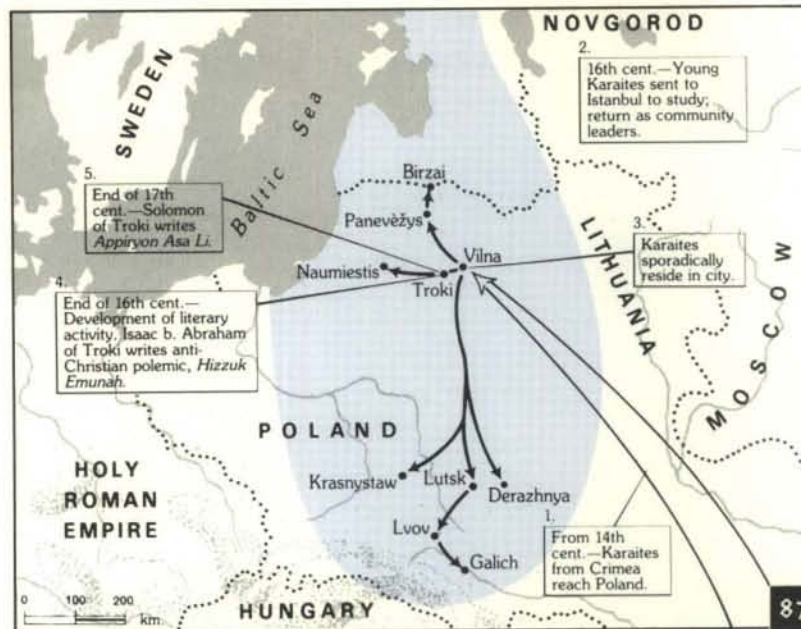 NOVGOROD
2.
16th cent.—Young
Karaites sent to
Istanbul to study;
return as community
leaders.
SWEDEN
Baltic Sea
5.
End of 17th
cent.—Solomon
of Troki writes
Appiryon Asa Li.
Birzai
Panevėžys
Vilna
Naumiestis
Troki
LITHUANIA
3.
Karaites
sporadically
reside in city.
4.
End of 16th cent.—
Development of literary
activity. Isaac b. Abraham
of Troki writes anti-
Christian polemic, Hizzuk
Emunah.
MOSCOW
POLAND
HOLY
ROMAN
EMPIRE
Krasnystaw
Lutsk
Derazhnya
Lvov
Galich
1.
From 14th
cent.—Karaites
from Crimea
reach Poland.
HUNGARY
0 100 200
km.